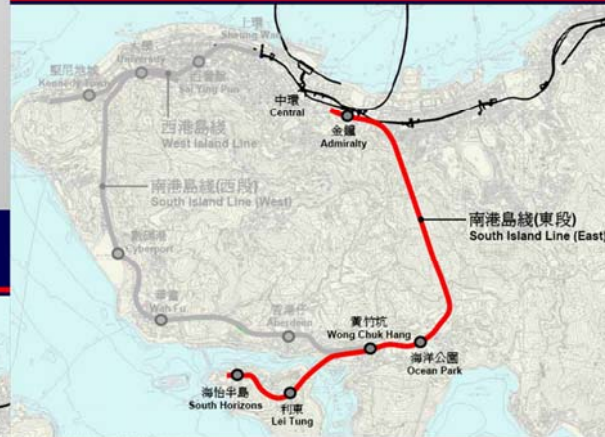 上環
Sheung Wan
大學
University
堅尼地城
Kennedy Town
西營盤
Sai Ying Pun
中環
Central
金鐘
Admiralty
西港島綫
West Island Line
南港島綫(西段)
South Island Line (West)
南港島綫(東段)
South Island Line (East)
Cyberport
華富
Wah Fu
香港仔
Aberdeen
黃竹坑
Wong Chuk Hang
海洋公園
Ocean Park
海怡半島
South Horizons
利東
Lei Tung